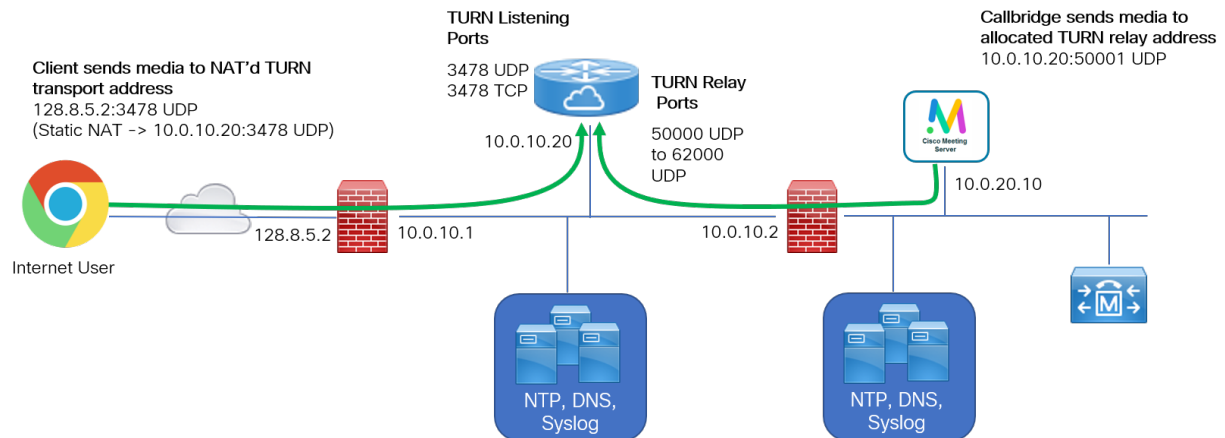 TURN Listening
Ports
3478 UDP
3478 TCP
Callbridge sends media to
allocated TURN relay address
10.0.10.20:50001 UDP
Client sends media to NAT'd TURN
transport address
128.8.5.2:3478 UDP
(Static NAT -> 10.0.10.20:3478 UDP)
TURN Relay
Ports
50000 UDP
to 62000
UDP
10.0.10.20
Cisco Meeting
Server
10.0.20.10
128.8.5.2
10.0.10.1
10.0.10.2
Internet User
M
NTP, DNS,
Syslog
NTP, DNS,
Syslog